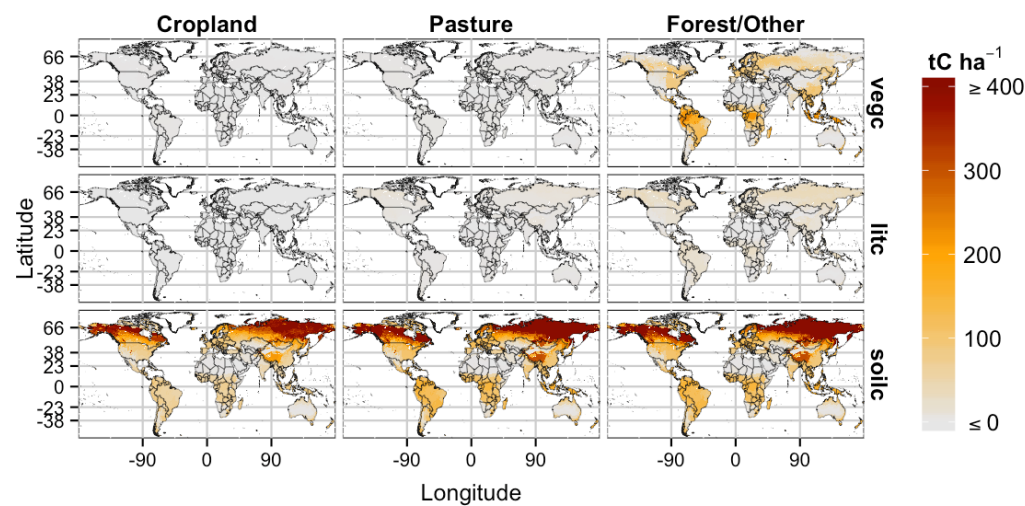 Cropland Pasture Forest/Other
tC ha⁻¹
66
38
23
0
-23
-38
vegc
≥ 400
300
200
100
≤ 0
Latitude
66
38
23
0
-23
-38
litc
66
38
23
0
-23
-38
soilc
-90 0 90 -90 0 90 -90 0 90
Longitude